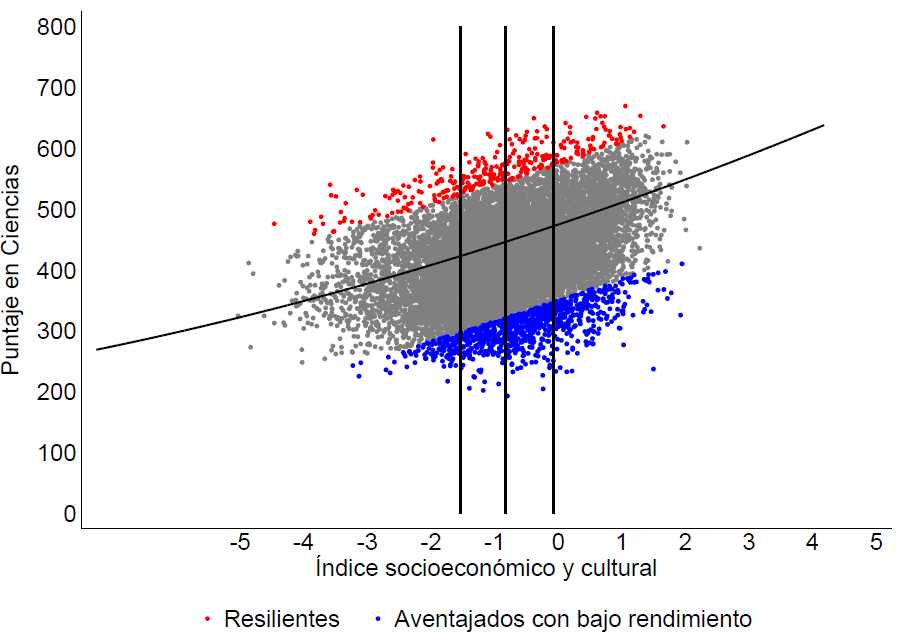 800
700
600
500
400
300
200
100
0
Puntaje en Ciencias
-5 -4 -3 -2 -1 0 1 2 3 4 5
Índice socioeconómico y cultural
Resilientes Aventajados con bajo rendimiento